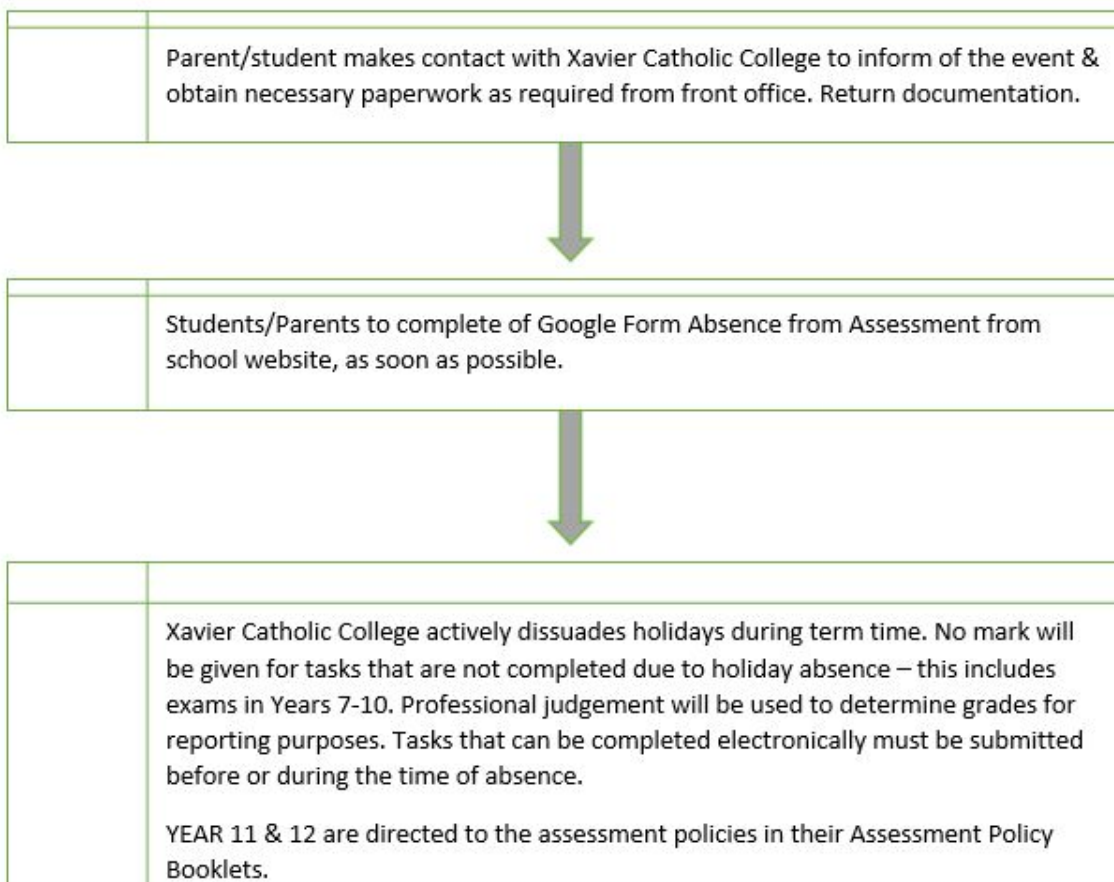 Parent/student makes contact with Xavier Catholic College to inform of the event &
obtain necessary paperwork as required from front office. Return documentation.
Students/Parents to complete of Google Form Absence from Assessment from
school website, as soon as possible.
Xavier Catholic College actively dissuades holidays during term time. No mark will
be given for tasks that are not completed due to holiday absence – this includes
exams in Years 7-10. Professional judgement will be used to determine grades for
reporting purposes. Tasks that can be completed electronically must be submitted
before or during the time of absence.
YEAR 11 & 12 are directed to the assessment policies in their Assessment Policy
Booklets.